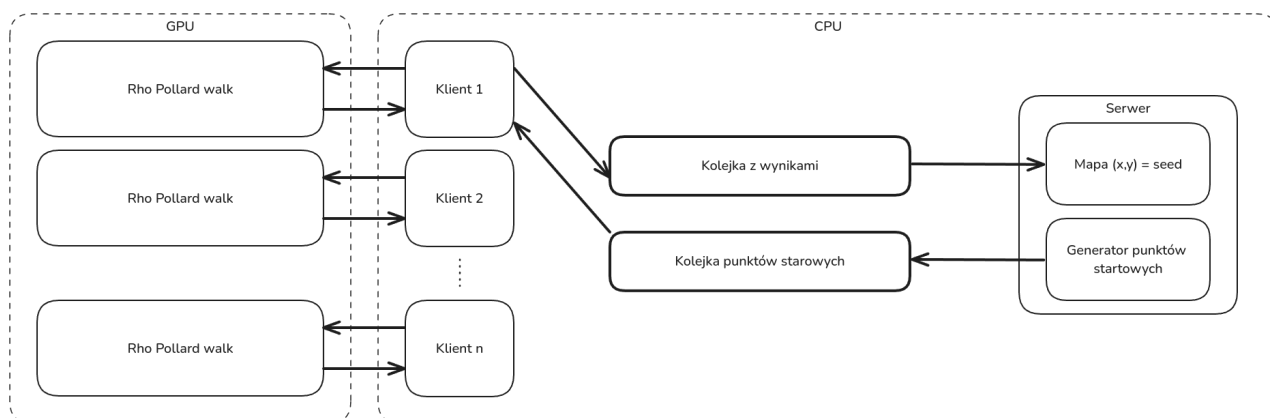 GPU
CPU
Rho Pollard walk
Klient 1
Serwer
Kolejka z wynikami
Mapa (x,y) = seed
Rho Pollard walk
Klient 2
Kolejka punktów starowych
Generator punktów
startowych
Rho Pollard walk
Klient n